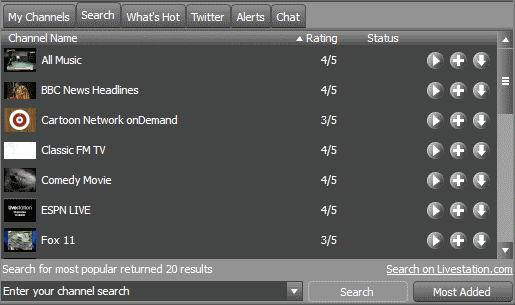 My Channels Search What's Hot Twitter Alerts Chat
Channel Name Rating Status
All Music 4/5
BBC News Headlines 4/5
Cartoon Network onDemand 3/5
Classic FM TV 4/5
Comedy Movie 4/5
livestation ESPN LIVE 4/5
Fox 11 3/5
Search for most popular returned 20 results Search on Livestation.com
Enter your channel search Search Most Added